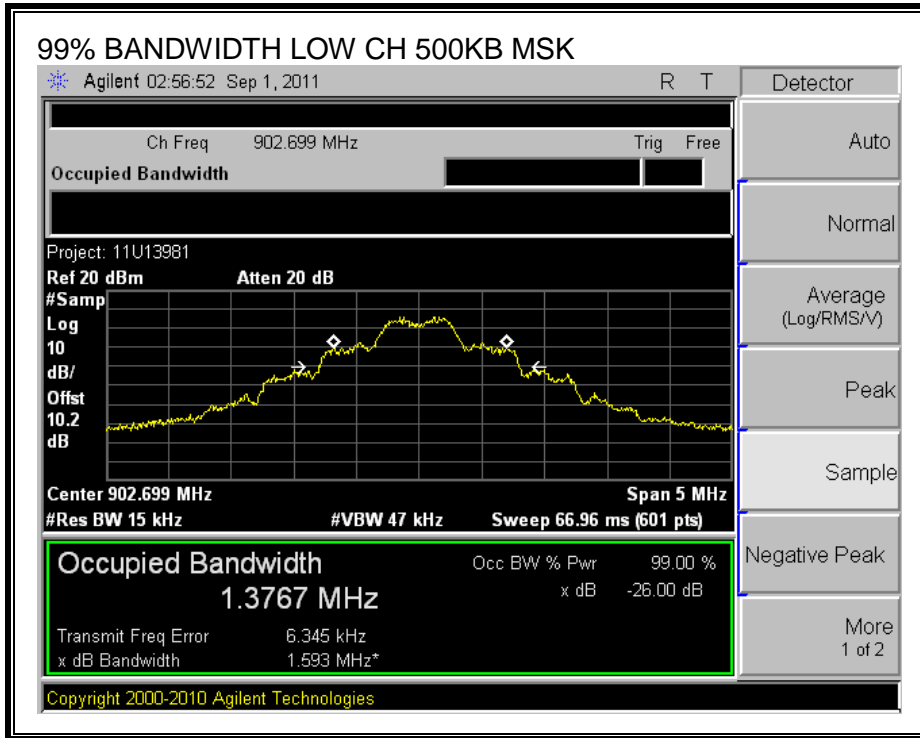 99% BANDWIDTH LOW CH 500KB MSK
Agilent 02:56:52 Sep 1, 2011 R T
Ch Freq 902.699 MHz Trig Free
Occupied Bandwidth
Project: 11U13981
Ref 20 dBm Atten 20 dB
#Samp
Log
10
dB/
Offst
10.2
dB
Center 902.699 MHz Span 5 MHz
#Res BW 15 kHz #VBW 47 kHz Sweep 66.96 ms (601 pts)
Occupied Bandwidth Occ BW % Pwr 99.00 %
1.3767 MHz x dB -26.00 dB
Transmit Freq Error 6.345 kHz
x dB Bandwidth 1.593 MHz*
Copyright 2000-2010 Agilent Technologies
Detector
Auto
Normal
Average
(Log/RMS/V)
Peak
Sample
Negative Peak
More
1 of 2